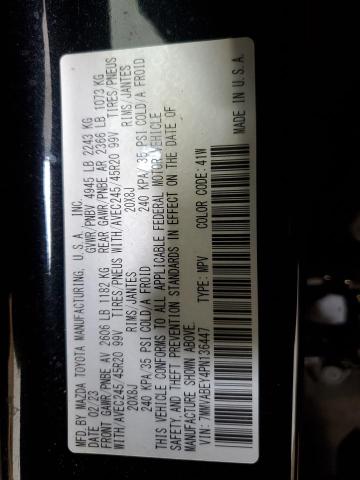 MFD. BY MAZDA TOYOTA MANUFACTURING, U.S.A., INC.
DATE: 02/23 GVWR/PNBV 4945 LB 2243 KG
FRONT GAWR/PNBE AV 2606 LB 1182 KG REAR GAWR/PNBE AR 2366 LB 1073 KG
WITH/AVEC245/45R20 99V TIRES/PNEUS WITH/AVEC245/45R20 99V TIRES/PNEUS
20X8J RIMS/JANTES 20X8J RIMS/JANTES
240 KPA/35 PSI COLD/A FROID 240 KPA/35 PSI COLD/A FROID
THIS VEHICLE CONFORMS TO ALL APPLICABLE FEDERAL MOTOR VEHICLE
SAFETY AND THEFT PREVENTION STANDARDS IN EFFECT ON THE DATE OF
MANUFACTURE SHOWN ABOVE.
VIN: 7MMVABEY4PN136447 TYPE: MPV COLOR CODE: 41W
MADE IN U.S.A.